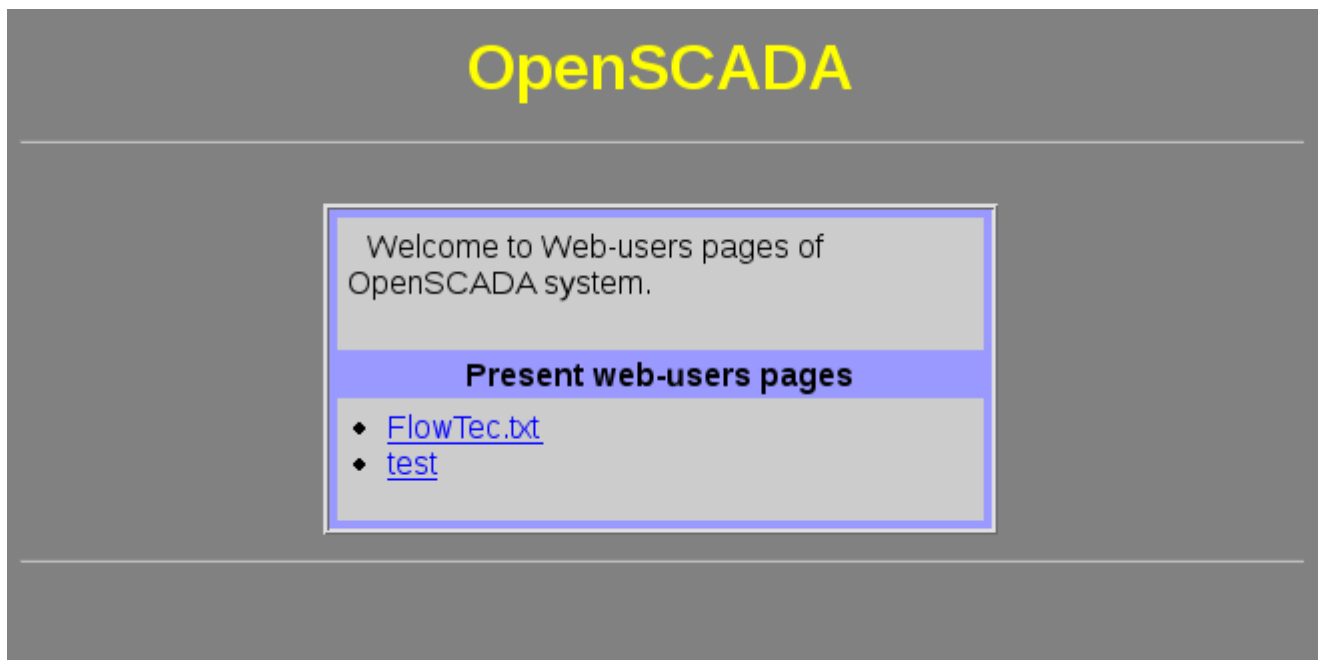 OpenSCADA
Welcome to Web-users pages of
OpenSCADA system.
Present web-users pages
FlowTec.txt
test